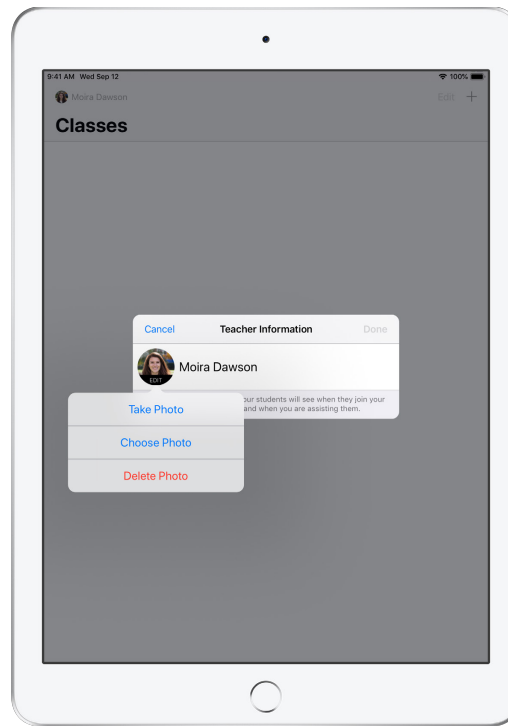 9:41 AM Wed Sep 12
100%
Moira Dawson
Edit
Classes
Cancel
Teacher Information
Done
EDIT
Moira Dawson
our students will see when they join your
and when you are assisting them.
Take Photo
Choose Photo
Delete Photo